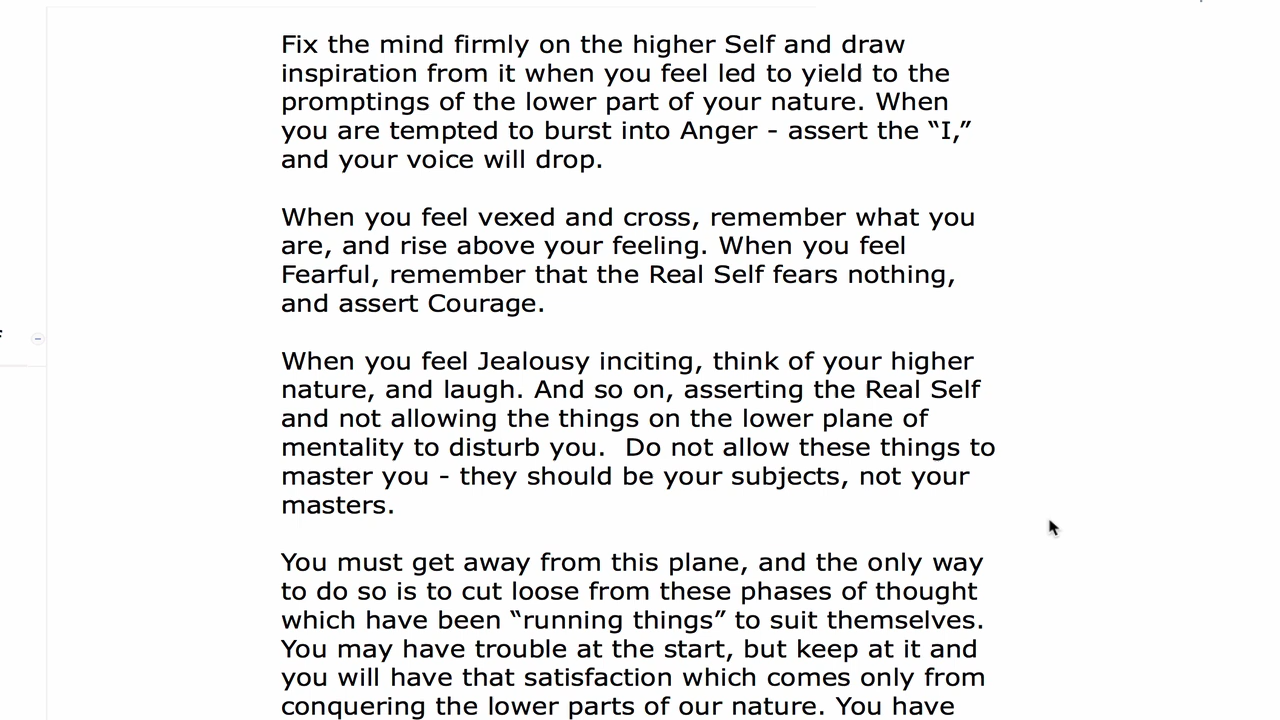 Fix the mind firmly on the higher Self and draw
inspiration from it when you feel led to yield to the
promptings of the lower part of your nature. When
you are tempted to burst into Anger - assert the “I,”
and your voice will drop.
When you feel vexed and cross, remember what you
are, and rise above your feeling. When you feel
Fearful, remember that the Real Self fears nothing,
and assert Courage.
When you feel Jealousy inciting, think of your higher
nature, and laugh. And so on, asserting the Real Self
and not allowing the things on the lower plane of
mentality to disturb you.  Do not allow these things to
master you - they should be your subjects, not your
masters.
You must get away from this plane, and the only way
to do so is to cut loose from these phases of thought
which have been “running things” to suit themselves.
You may have trouble at the start, but keep at it and
you will have that satisfaction which comes only from
conquering the lower parts of our nature. You have